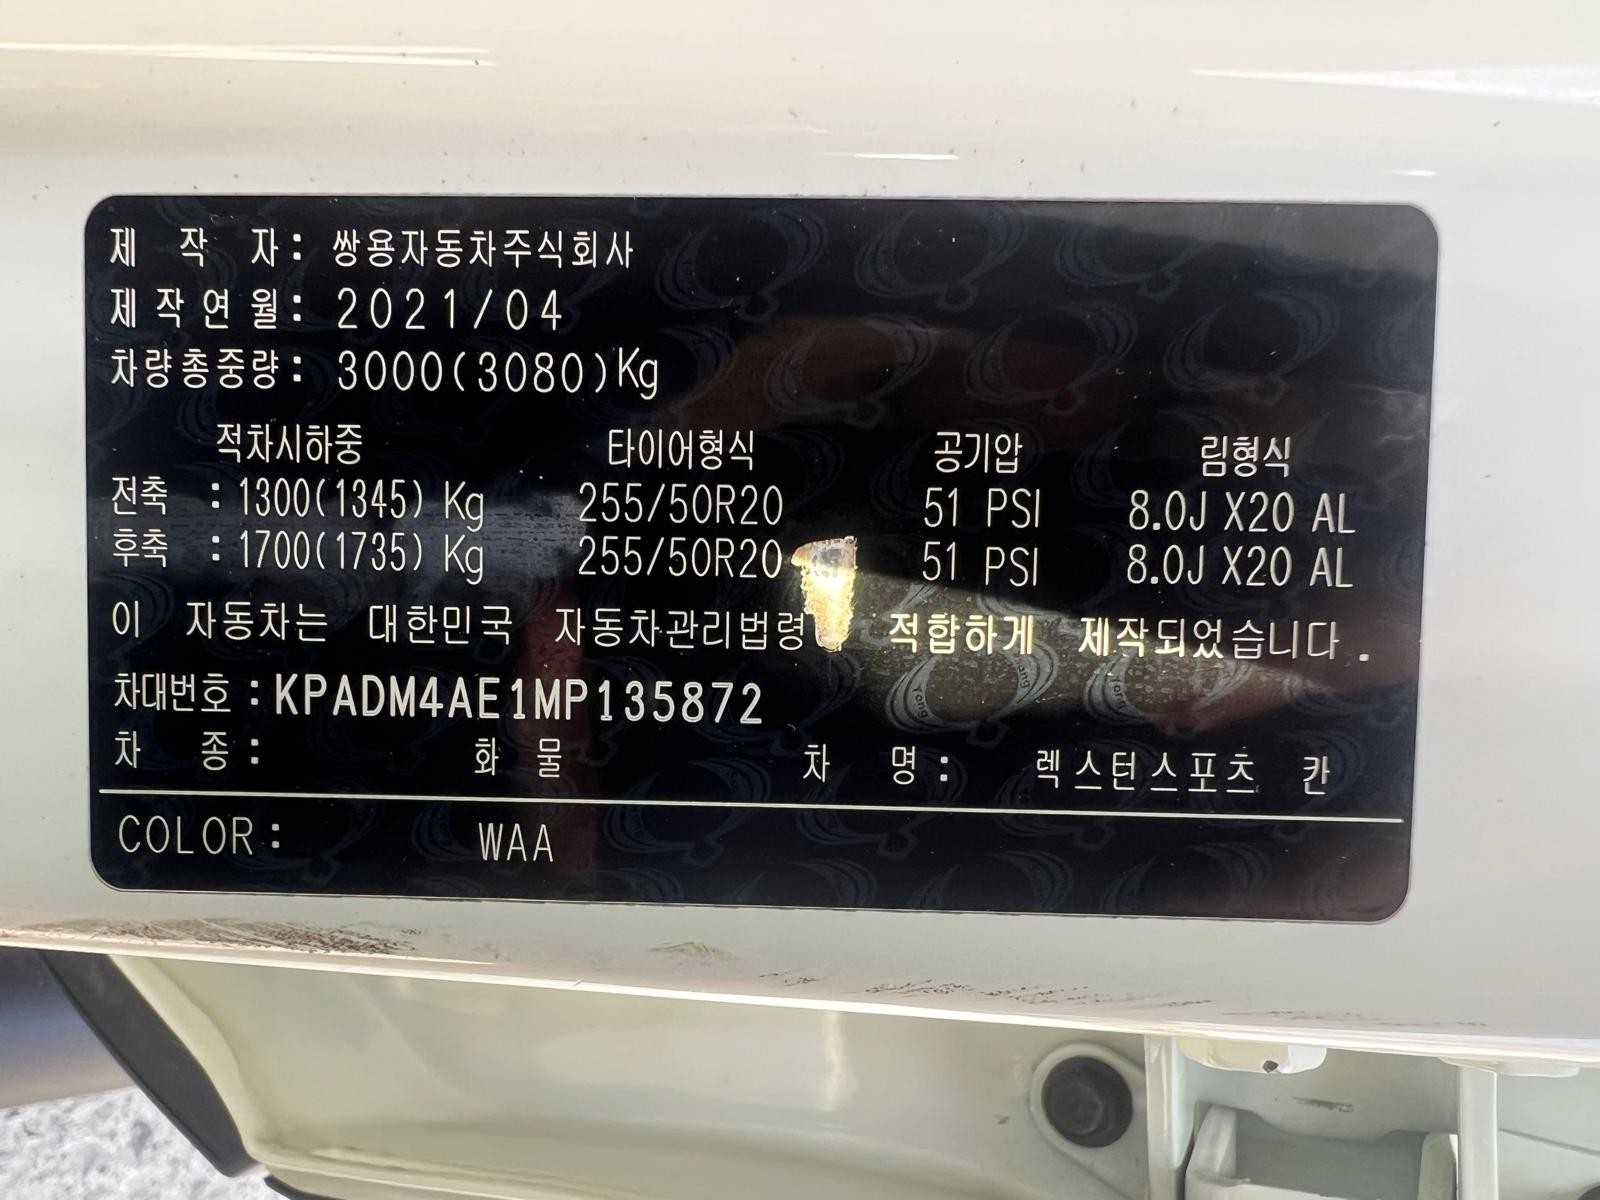 제 작 자 : 쌍용자동차주식회사
제 작 연 월 : 2021/04
차량총중량 : 3000(3080)Kg
적차시하중 타이어형식 공기압 림형식
전축 : 1300(1345) Kg 255/50R20 51 PSI 8.0J X20 AL
후축 : 1700(1735) Kg 255/50R20 51 PSI 8.0J X20 AL
이 자동차는 대한민국 자동차관리법령 적합하게 제작되었습니다.
차대번호 : KPADM4AE1MP135872
차 종 : 화 물 차 명 : 렉스턴스포츠 칸
COLOR : WAA